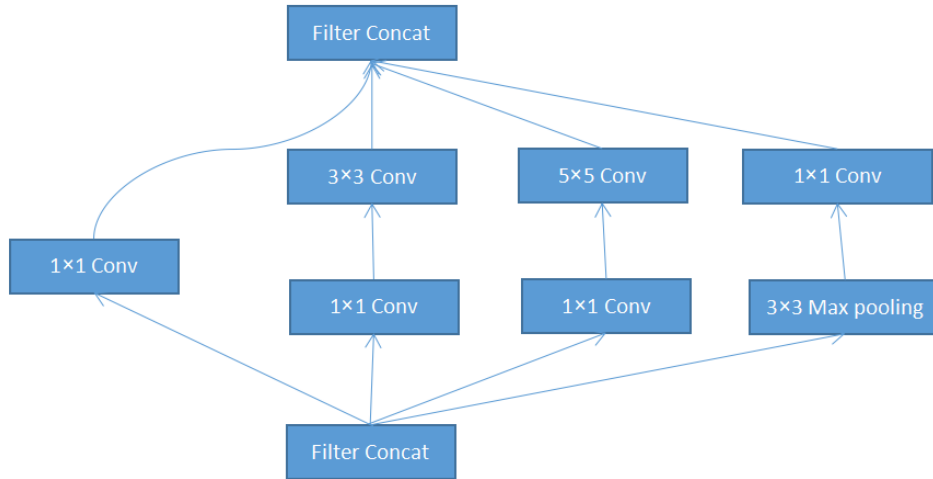 Filter Concat
3×3 Conv
5×5 Conv
1×1 Conv
1×1 Conv
1×1 Conv
1×1 Conv
3×3 Max pooling
Filter Concat